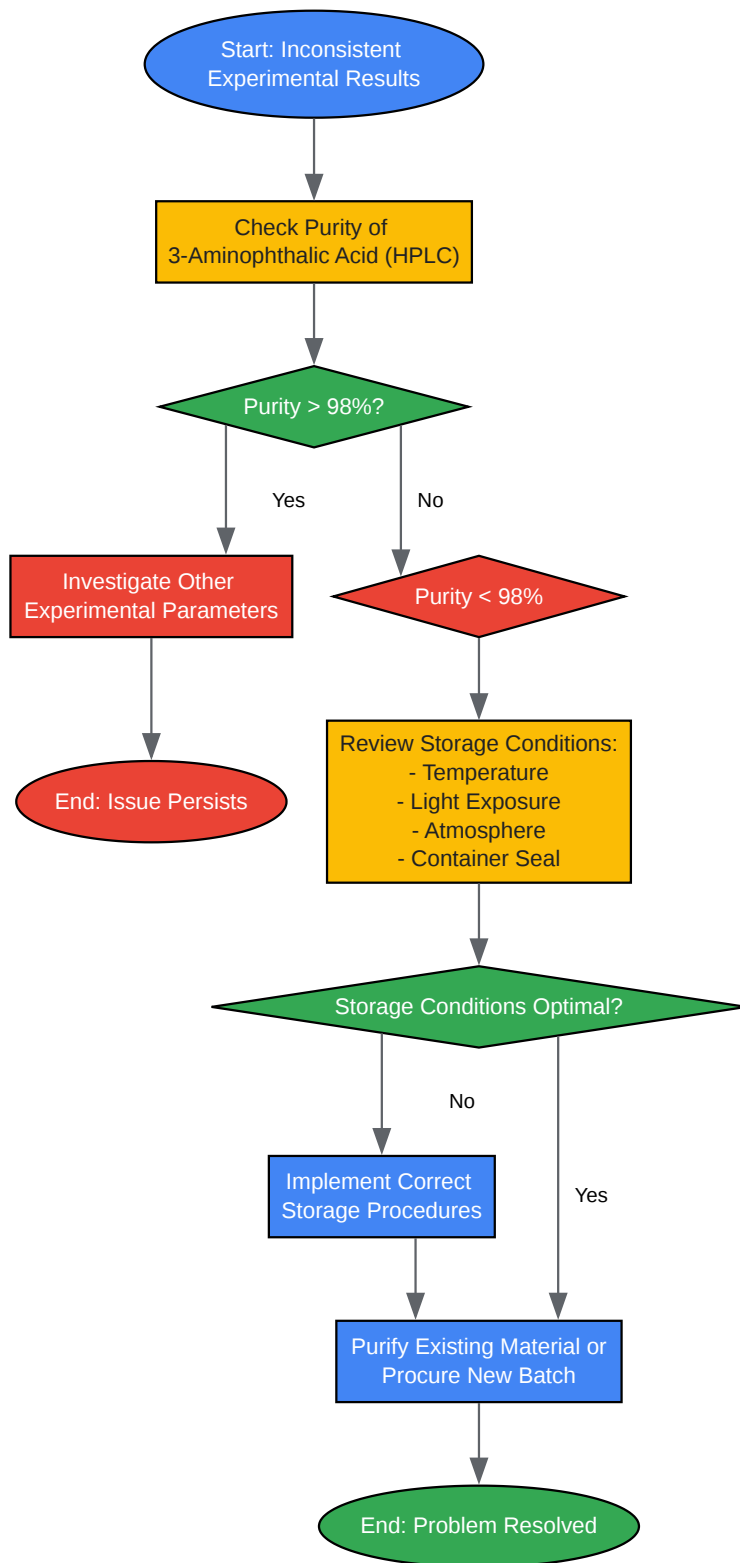 Start: Inconsistent
Experimental Results
Check Purity of
3-Aminophthalic Acid (HPLC)
Purity > 98%?
Yes
No
Investigate Other
Experimental Parameters
Purity < 98%
End: Issue Persists
Review Storage Conditions:
- Temperature
- Light Exposure
- Atmosphere
- Container Seal
Storage Conditions Optimal?
No
Implement Correct
Storage Procedures
Yes
Purify Existing Material or
Procure New Batch
End: Problem Resolved